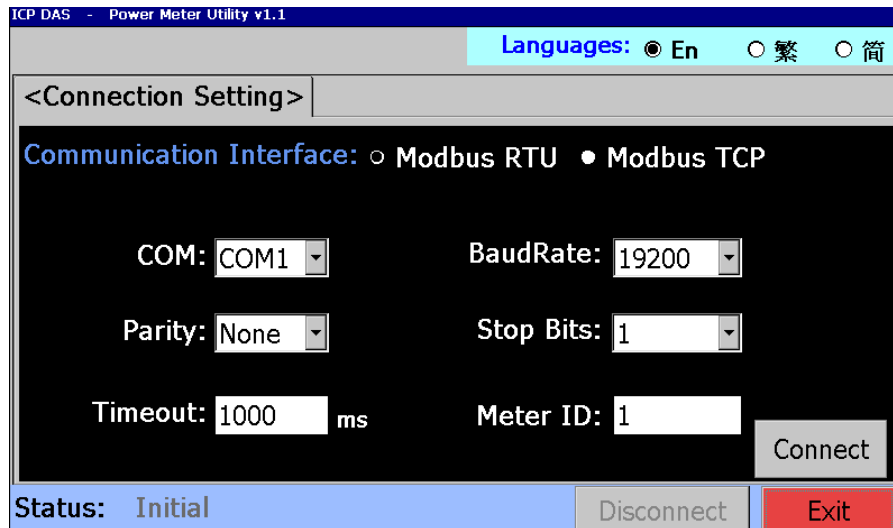 ICP DAS - Power Meter Utility v1.1
Languages: En 繁 简
<Connection Setting>
Communication Interface: Modbus RTU Modbus TCP
COM: COM1 BaudRate: 19200
Parity: None Stop Bits: 1
Timeout: 1000 ms Meter ID: 1
Connect
Status: Initial Disconnect Exit